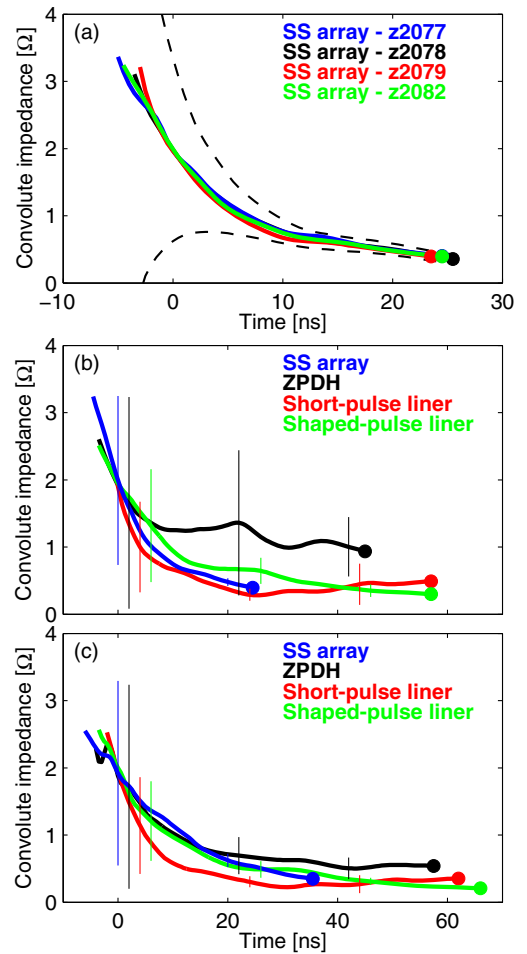 (a)
SS array - z2077
SS array - z2078
SS array - z2079
SS array - z2082
Convolute impedance [Ω]
4
3
2
1
0
−10 0 10 20 30
Time [ns]
(b)
SS array
ZPDH
Short-pulse liner
Shaped-pulse liner
Convolute impedance [Ω]
4
3
2
1
0
(c)
SS array
ZPDH
Short-pulse liner
Shaped-pulse liner
Convolute impedance [Ω]
4
3
2
1
0
0 20 40 60
Time [ns]